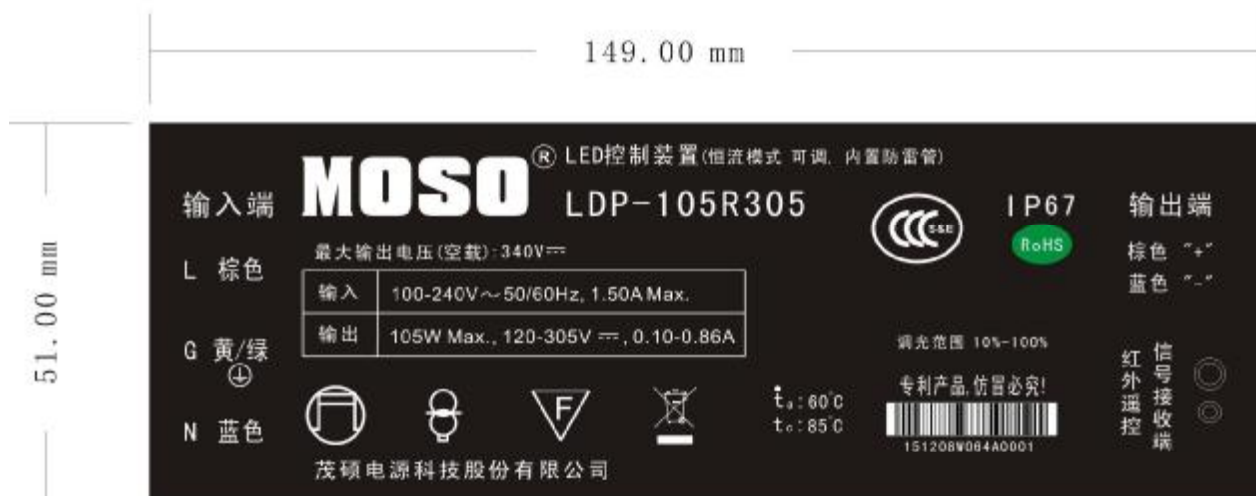 149.00 mm
51.00 mm
MOSO ® LED控制装置(恒流模式 可调, 内置防雷管)
LDP-105R305
输入端
L 棕色
G 黄/绿
N 蓝色
最大输出电压(空载):340V⎓
输入 100-240V～50/60Hz, 1.50A Max.
输出 105W Max., 120-305V ⎓, 0.10-0.86A
F
ta:60℃
tc:85℃
茂硕电源科技股份有限公司
CCC S&E
IP67
RoHS
调光范围 10%-100%
专利产品,仿冒必究!
151208W064A0001
输出端
棕色 "+"
蓝色 "-"
红外遥控
信号接收端